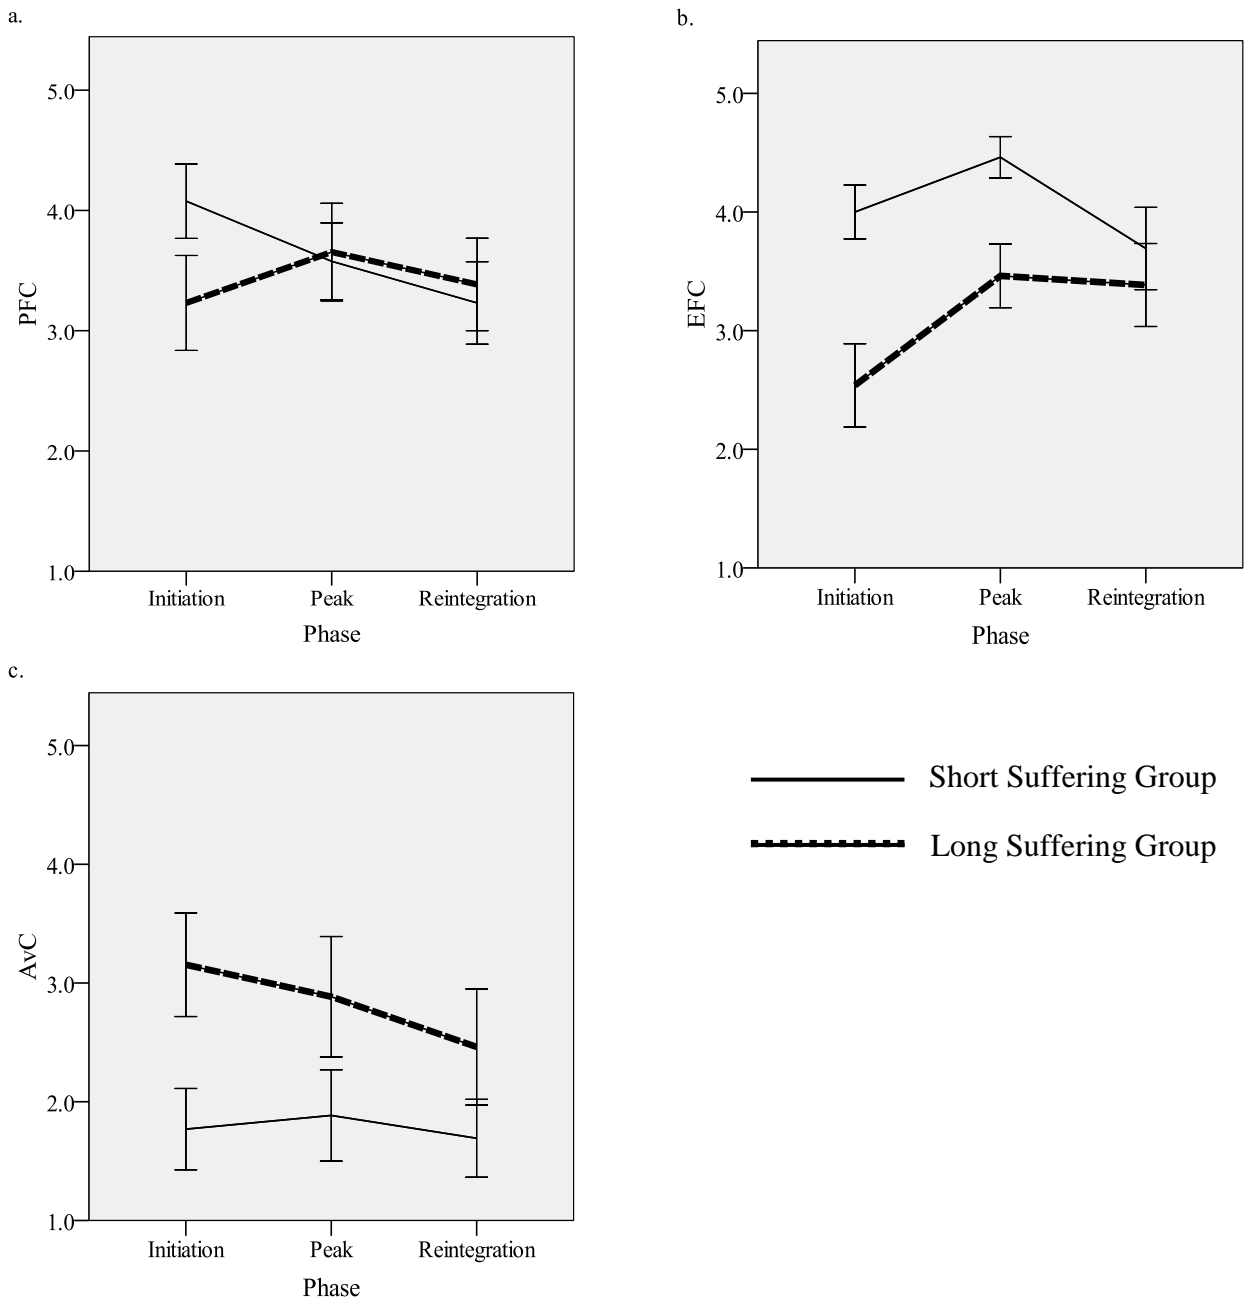 a.
5.0
4.0
3.0
2.0
1.0
PFC
Initiation Peak Reintegration
Phase
b.
5.0
4.0
3.0
2.0
1.0
EFC
Initiation Peak Reintegration
Phase
c.
5.0
4.0
3.0
2.0
1.0
AvC
Initiation Peak Reintegration
Phase
Short Suffering Group
Long Suffering Group